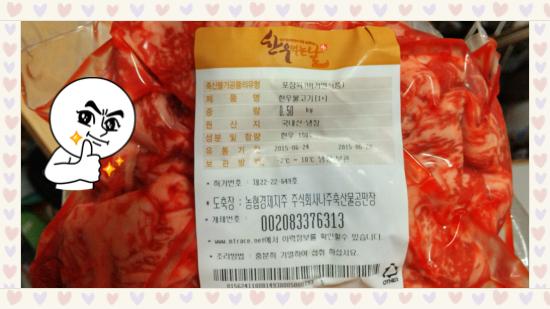 한우먹는날
축산물가공품의유형 포장육(비가열식품)
제 품 명 한우불고기(1+)
중 량 0.50 kg
원 산 지 국내산-냉장
성분 및 함량 한우 100%
유 통 기 한 2015-06-24
보 관 방 법 -2℃ ~ 10℃ 냉장보관
* 허가번호 : 제22-22-649호
* 도축장 : 농협경제지주 주식회사나주축산물공판장
* 개체번호 : 002083376313
* www.mtrace.net에서 이력정보를 확인할수 있습니다.
* 조리방법 : 충분히 가열하여 섭취 하십시요.
OTHER